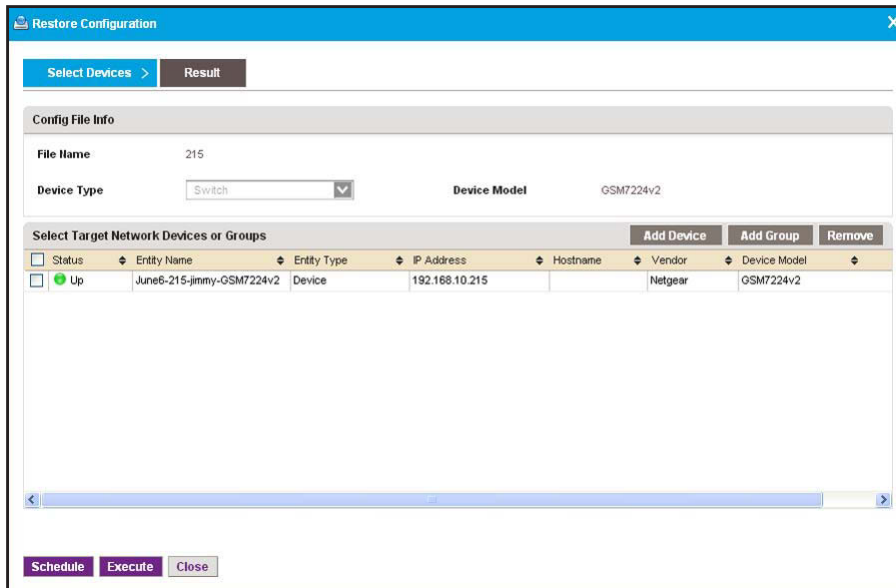 Restore Configuration
Select Devices > Result
Config File Info
File Name 215
Device Type Switch Device Model GSM7224v2
Select Target Network Devices or Groups Add Device Add Group Remove
Status Entity Name Entity Type IP Address Hostname Vendor Device Model
Up June6-215-jimmy-GSM7224v2 Device 192.168.10.215 Netgear GSM7224v2
Schedule Execute Close